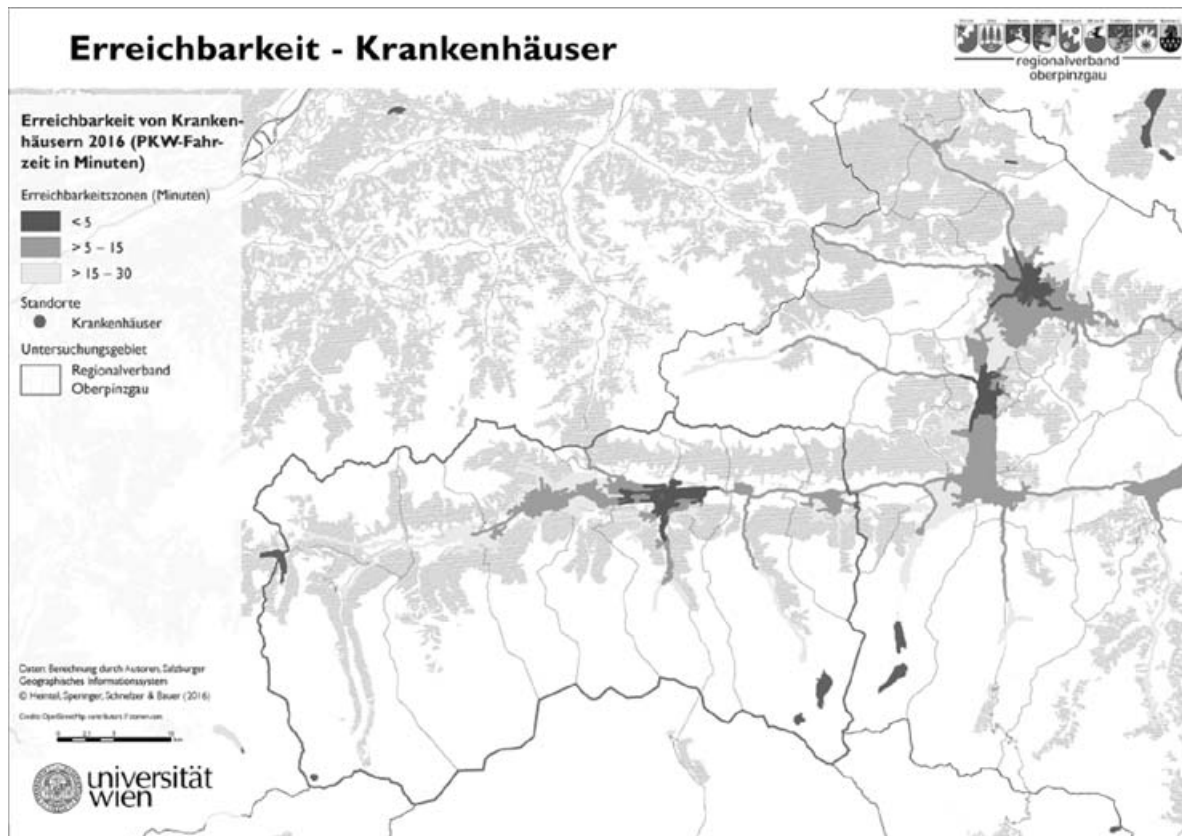 Erreichbarkeit - Krankenhäuser
regionalverband
oberpinzgau
Erreichbarkeit von Kranken-
häusern 2016 (PKW-Fahr-
zeit in Minuten)
Erreichbarkeitszonen (Minuten)
< 5
> 5 – 15
> 15 – 30
Standorte
Krankenhäuser
Untersuchungsgebiet
Regionalverband
Oberpinzgau
Daten: Berechnung durch Autoren, Salzburger
Geographisches Informationssystem
© Heintel, Speringer, Schnelzer & Bauer (2016)
universität
wien